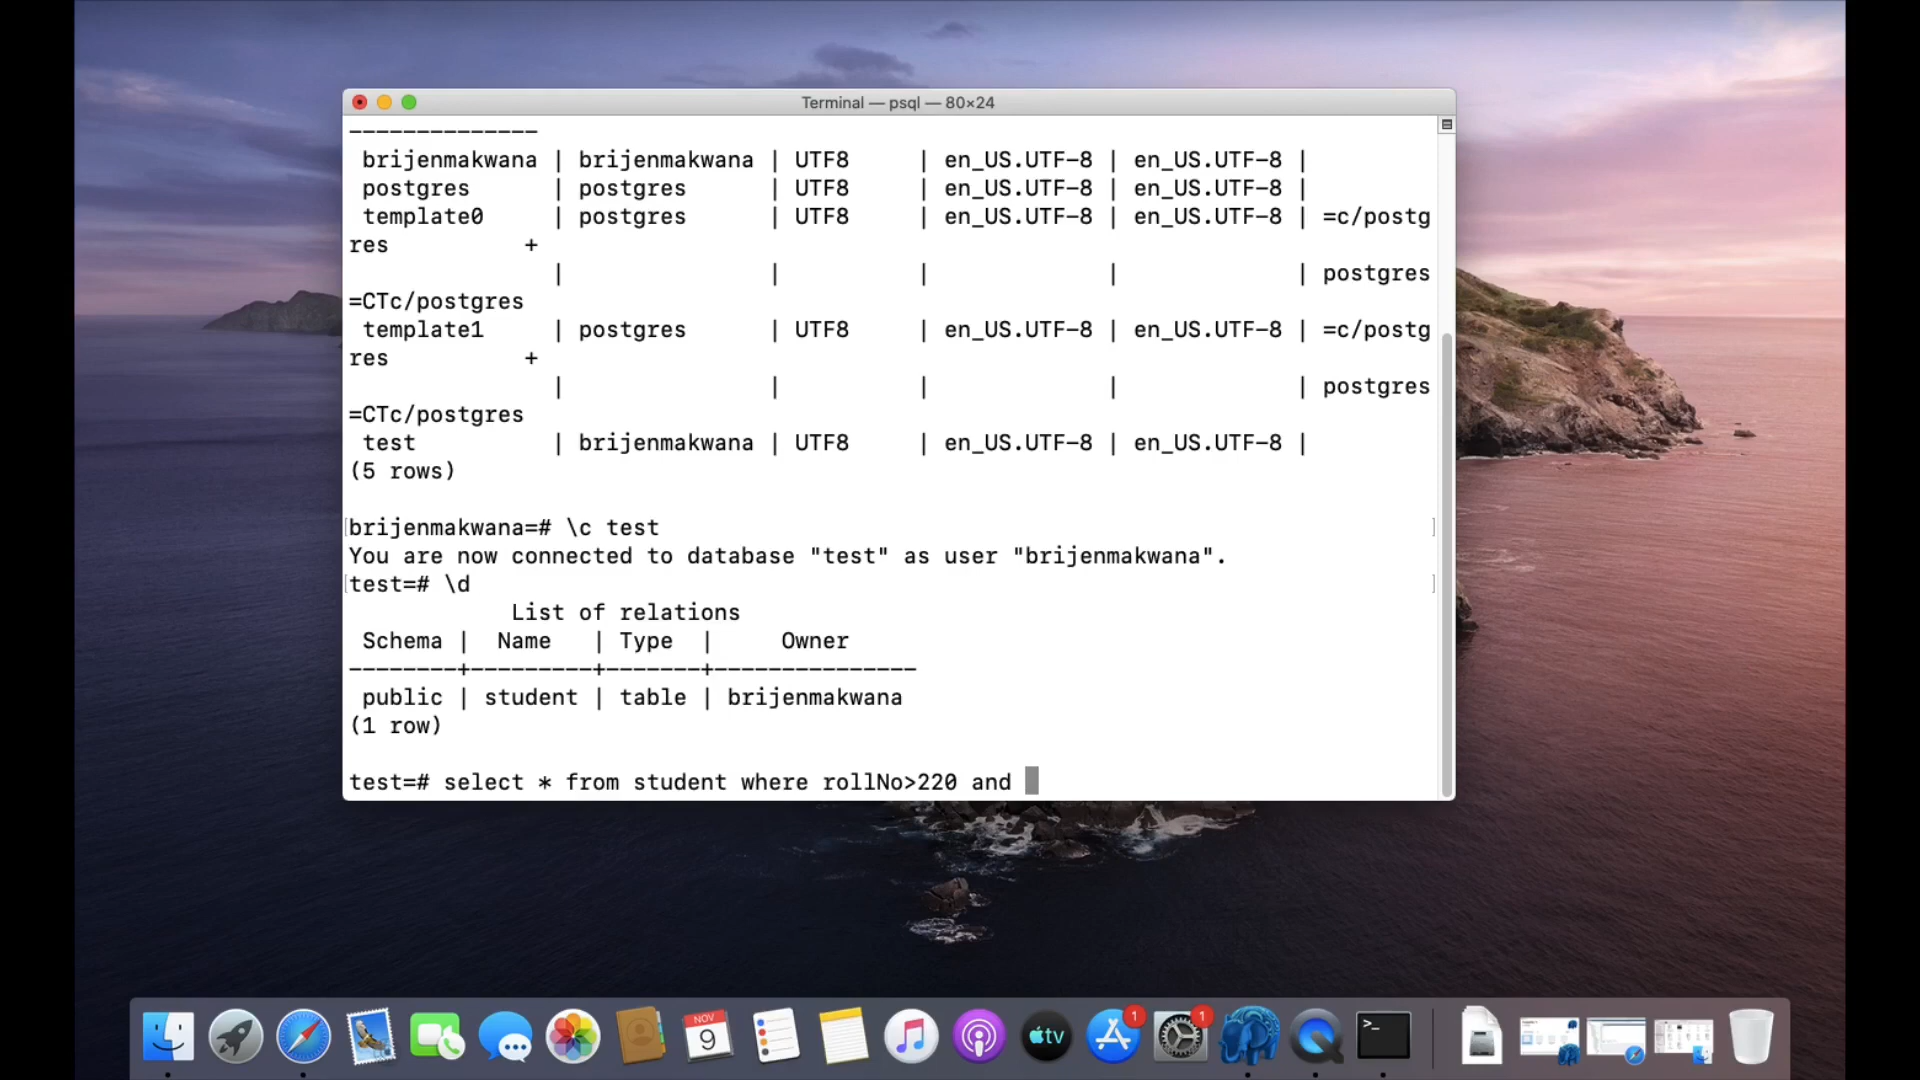 Terminal — psql — 80×24
--------------
brijenmakwana | brijenmakwana | UTF8 | en_US.UTF-8 | en_US.UTF-8 |
postgres | postgres | UTF8 | en_US.UTF-8 | en_US.UTF-8 |
template0 | postgres | UTF8 | en_US.UTF-8 | en_US.UTF-8 | =c/postg
res +
| | | | | postgres
=CTc/postgres
template1 | postgres | UTF8 | en_US.UTF-8 | en_US.UTF-8 | =c/postg
res +
| | | | | postgres
=CTc/postgres
test | brijenmakwana | UTF8 | en_US.UTF-8 | en_US.UTF-8 |
(5 rows)
[brijenmakwana=# \c test ]
You are now connected to database "test" as user "brijenmakwana".
[test=# \d ]
List of relations
Schema | Name | Type | Owner
--------+---------+-------+---------------
public | student | table | brijenmakwana
(1 row)
test=# select * from student where rollNo>220 and
NOV
9
tv
1
1
>_